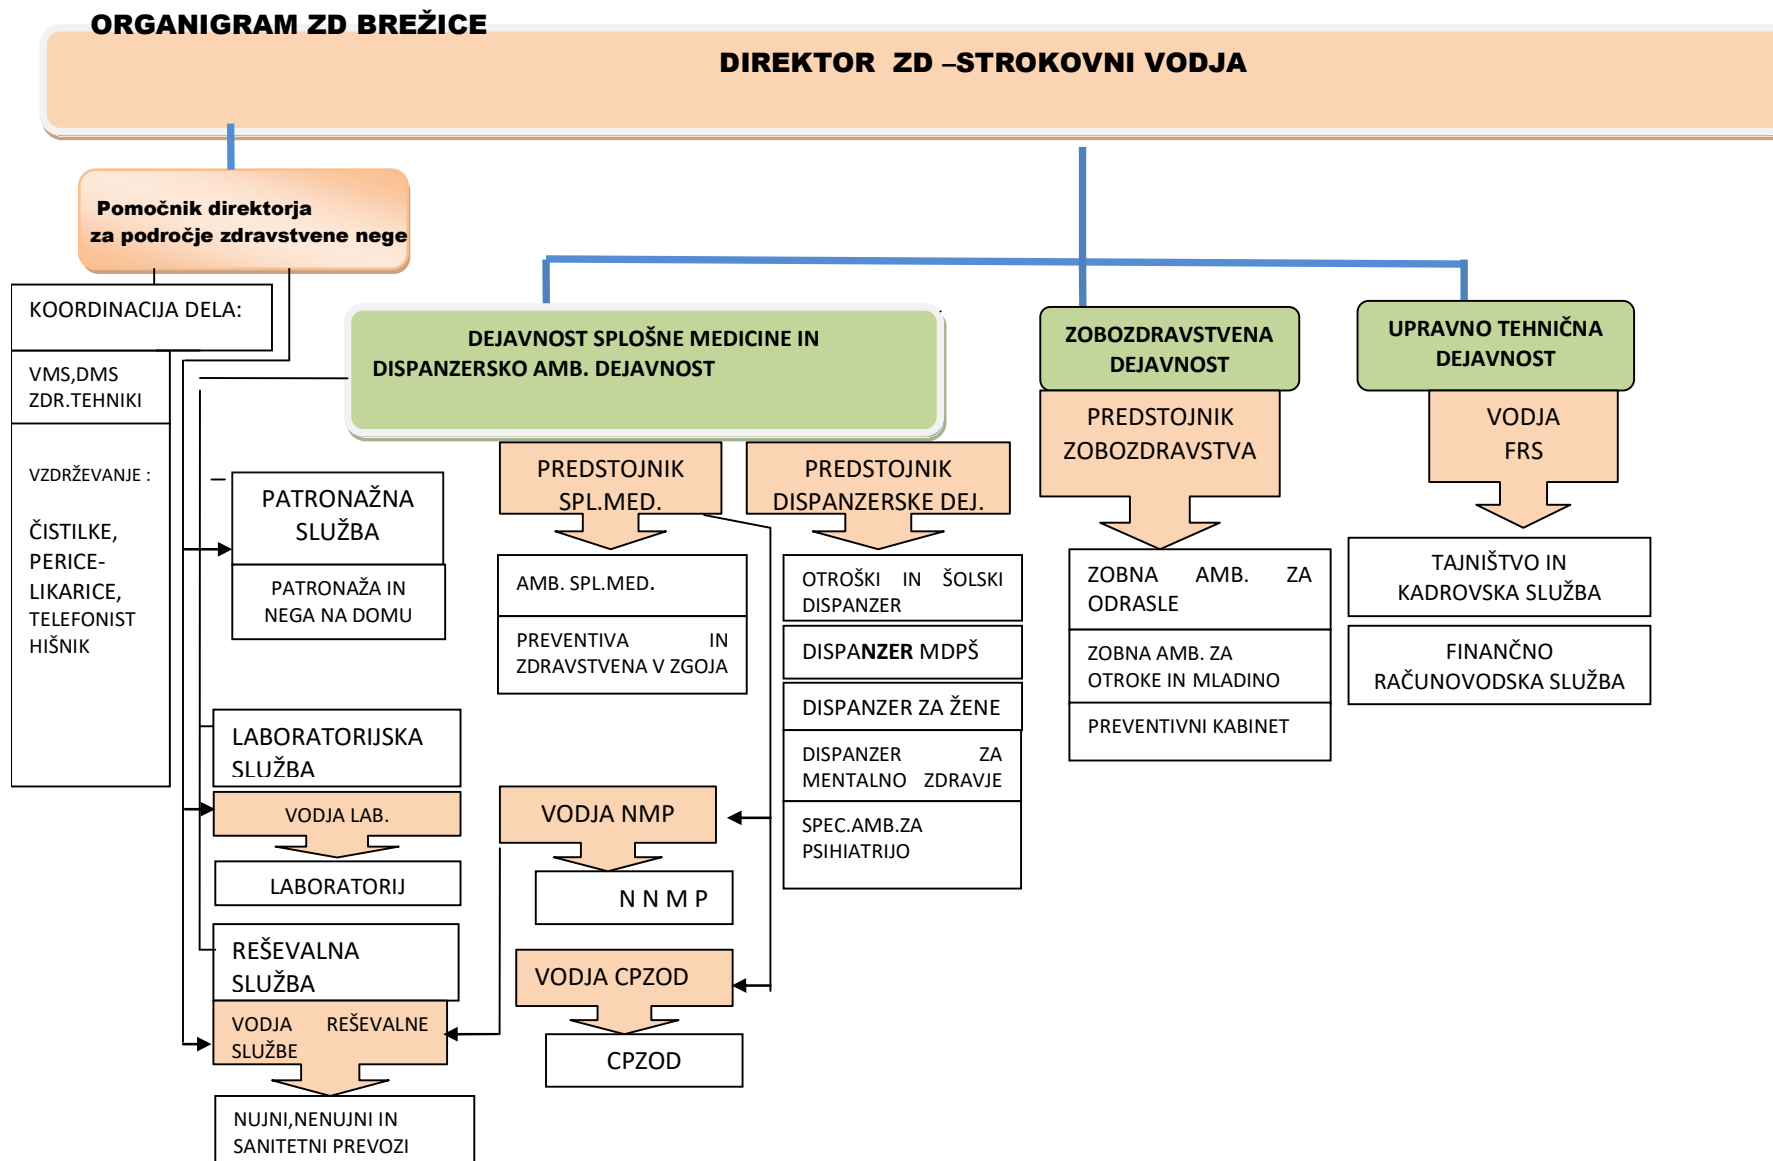 ORGANIGRAM ZD BREŽICE
DIREKTOR ZD –STROKOVNI VODJA
Pomočnik direktorja
za področje zdravstvene nege
KOORDINACIJA DELA:
VMS,DMS
ZDR.TEHNIKI
VZDRŽEVANJE :
ČISTILKE,
PERICE-
LIKARICE,
TELEFONIST
HIŠNIK
DEJAVNOST SPLOŠNE MEDICINE IN
DISPANZERSKO AMB. DEJAVNOST
ZOBOZDRAVSTVENA
DEJAVNOST
UPRAVNO TEHNIČNA
DEJAVNOST
PATRONAŽNA
SLUŽBA
PATRONAŽA IN
NEGA NA DOMU
LABORATORIJSKA
SLUŽBA
VODJA LAB.
LABORATORIJ
REŠEVALNA
SLUŽBA
VODJA REŠEVALNE
SLUŽBE
NUJNI,NENUJNI IN
SANITETNI PREVOZI
PREDSTOJNIK
SPL.MED.
AMB. SPL.MED.
PREVENTIVA IN
ZDRAVSTVENA V ZGOJA
VODJA NMP
N N M P
VODJA CPZOD
CPZOD
PREDSTOJNIK
DISPANZERSKE DEJ.
OTROŠKI IN ŠOLSKI
DISPANZER
DISPANZER MDPŠ
DISPANZER ZA ŽENE
DISPANZER ZA
MENTALNO ZDRAVJE
SPEC.AMB.ZA
PSIHIATRIJO
PREDSTOJNIK
ZOBOZDRAVSTVA
ZOBNA AMB. ZA
ODRASLE
ZOBNA AMB. ZA
OTROKE IN MLADINO
PREVENTIVNI KABINET
VODJA
FRS
TAJNIŠTVO IN
KADROVSKA SLUŽBA
FINANČNO
RAČUNOVODSKA SLUŽBA